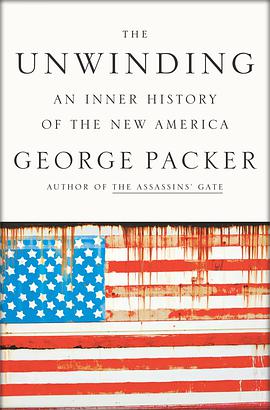 THE
UNWINDING
AN INNER HISTORY
OF THE NEW AMERICA
GEORGE PACKER
AUTHOR OF THE ASSASSINS' GATE